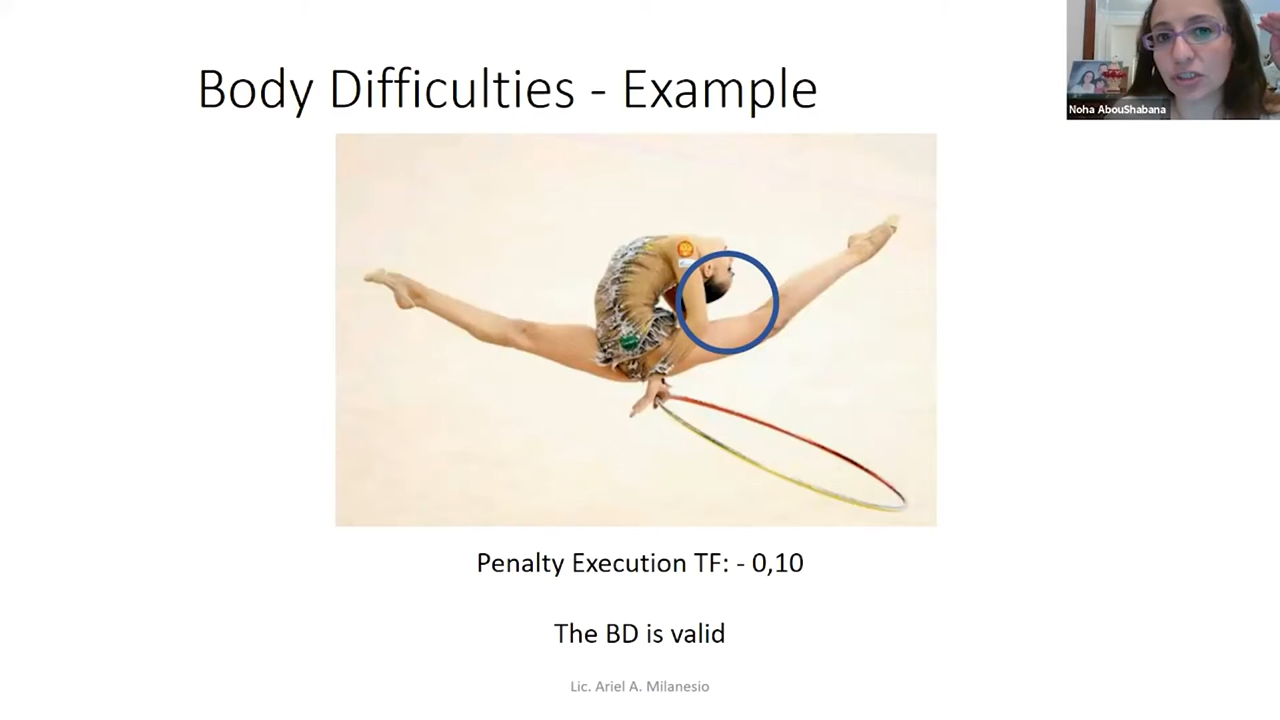 Body Difficulties - Example
Noha AbouShabana
Penalty Execution TF: - 0,10
The BD is valid
Lic. Ariel A. Milanesio